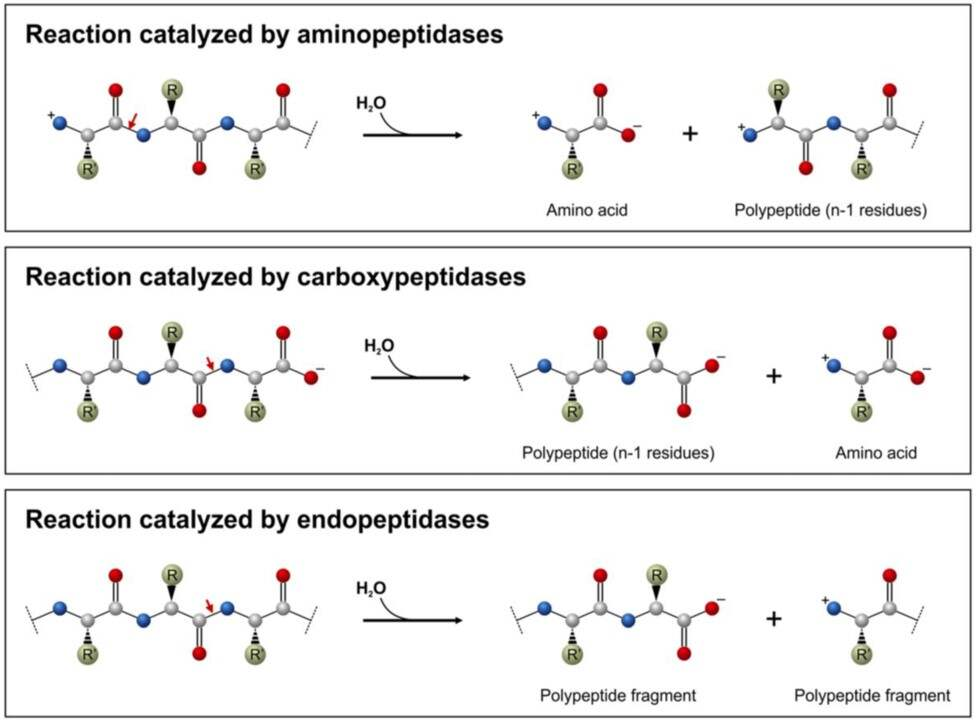 Reaction catalyzed by aminopeptidases
R R
H₂O
+ + − + +
R' R' R' R'
Amino acid Polypeptide (n-1 residues)
Reaction catalyzed by carboxypeptidases
R R
H₂O
− − + + −
R' R' R' R'
Polypeptide (n-1 residues) Amino acid
Reaction catalyzed by endopeptidases
R R
H₂O
− + +
R' R' R' R'
Polypeptide fragment Polypeptide fragment